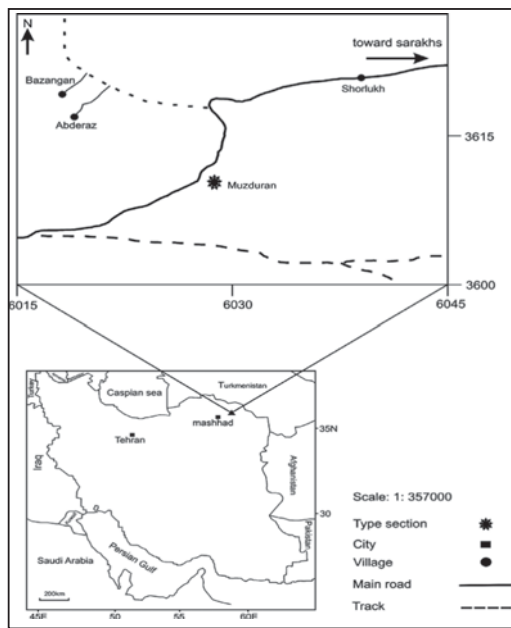 N
toward sarakhs
Bazangan
Shorlukh
Abderaz
3615
Muzduran
3600
6015
6030
6045
Turkey
Caspian sea
Turkmenistan
mashhad
35N
Tehran
Iraq
Afghanistan
Scale: 1: 357000
30
Type section
City
Pakistan
Village
Saudi Arabia
Persian Gulf
Main road
200km
Track
45E
50
55
60E